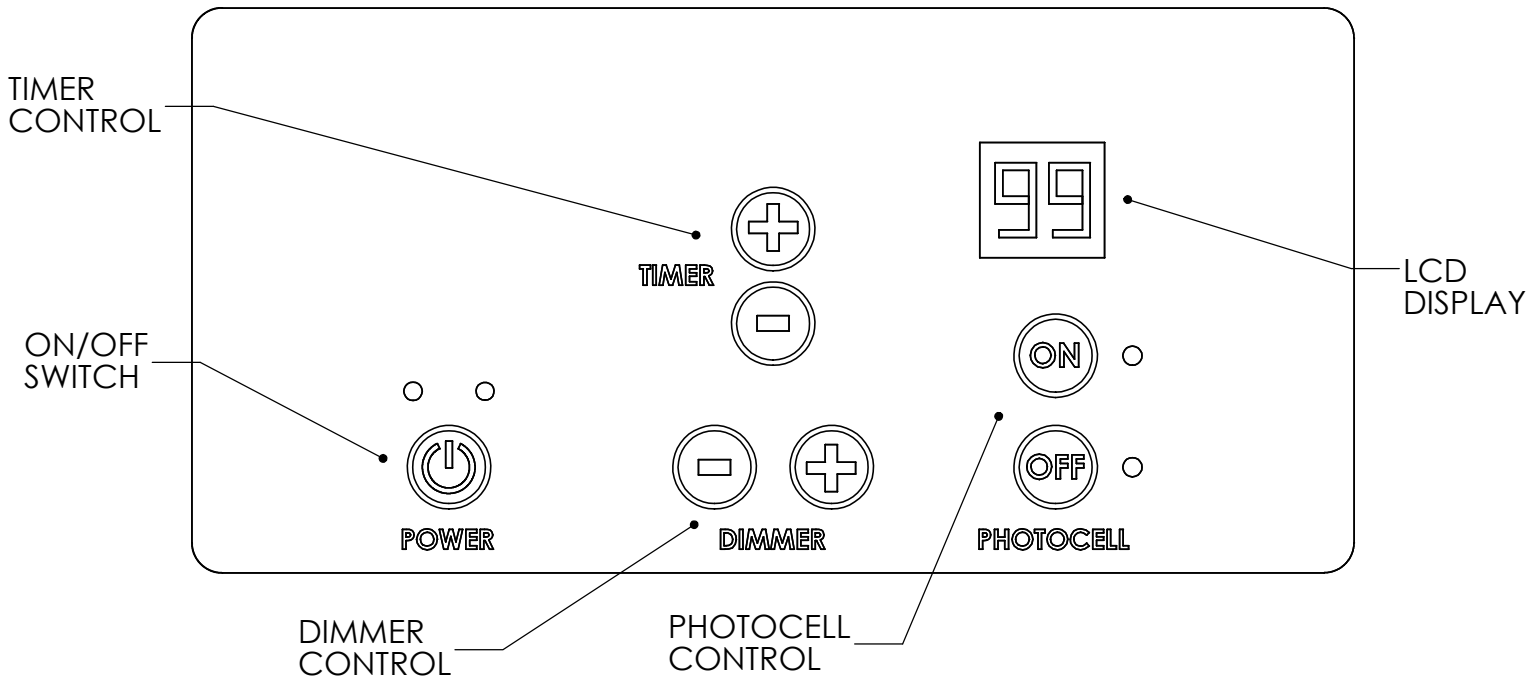 TIMER
CONTROL
99
TIMER
LCD
DISPLAY
ON/OFF
SWITCH
ON
OFF
POWER
DIMMER
PHOTOCELL
DIMMER
CONTROL
PHOTOCELL
CONTROL